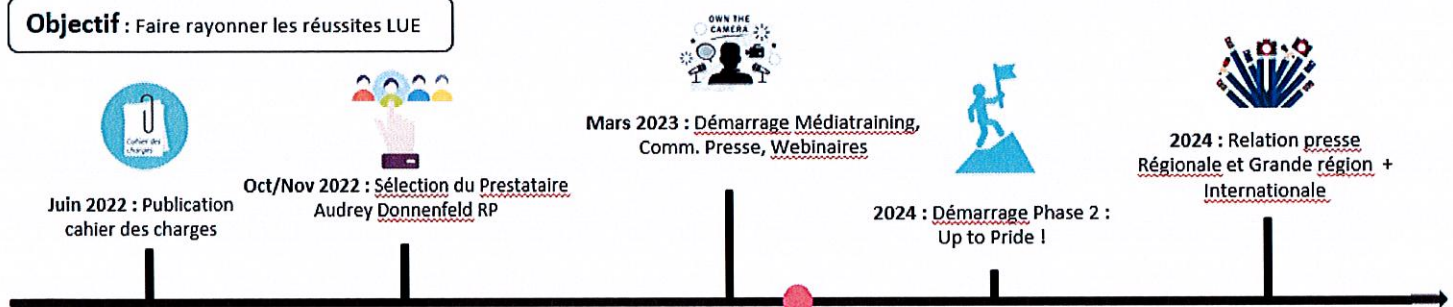 Objectif : Faire rayonner les réussites LUE
Cahier des
charges
Juin 2022 : Publication
cahier des charges
Oct/Nov 2022 : Sélection du Prestataire
Audrey Donnenfeld RP
OWN THE
CAMERA
Mars 2023 : Démarrage Médiatraining,
Comm. Presse, Webinaires
2024 : Démarrage Phase 2 :
Up to Pride !
2024 : Relation presse
Régionale et Grande région +
Internationale